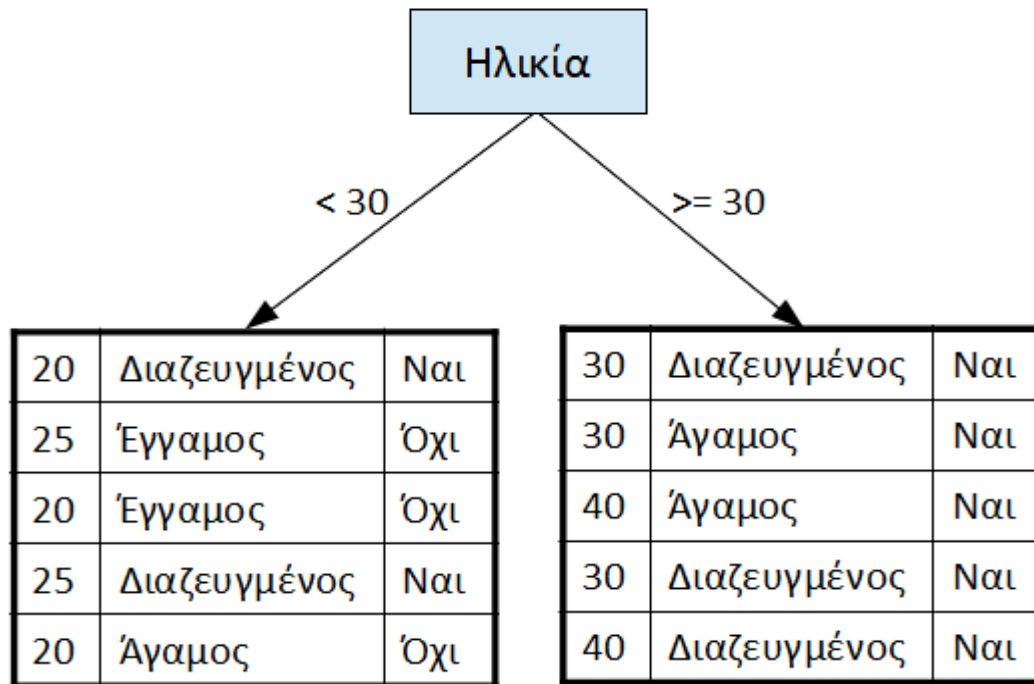 Ηλικία
< 30
>= 30
20 Διαζευγμένος Ναι
25 Έγγαμος Όχι
20 Έγγαμος Όχι
25 Διαζευγμένος Ναι
20 Άγαμος Όχι
30 Διαζευγμένος Ναι
30 Άγαμος Ναι
40 Άγαμος Ναι
30 Διαζευγμένος Ναι
40 Διαζευγμένος Ναι